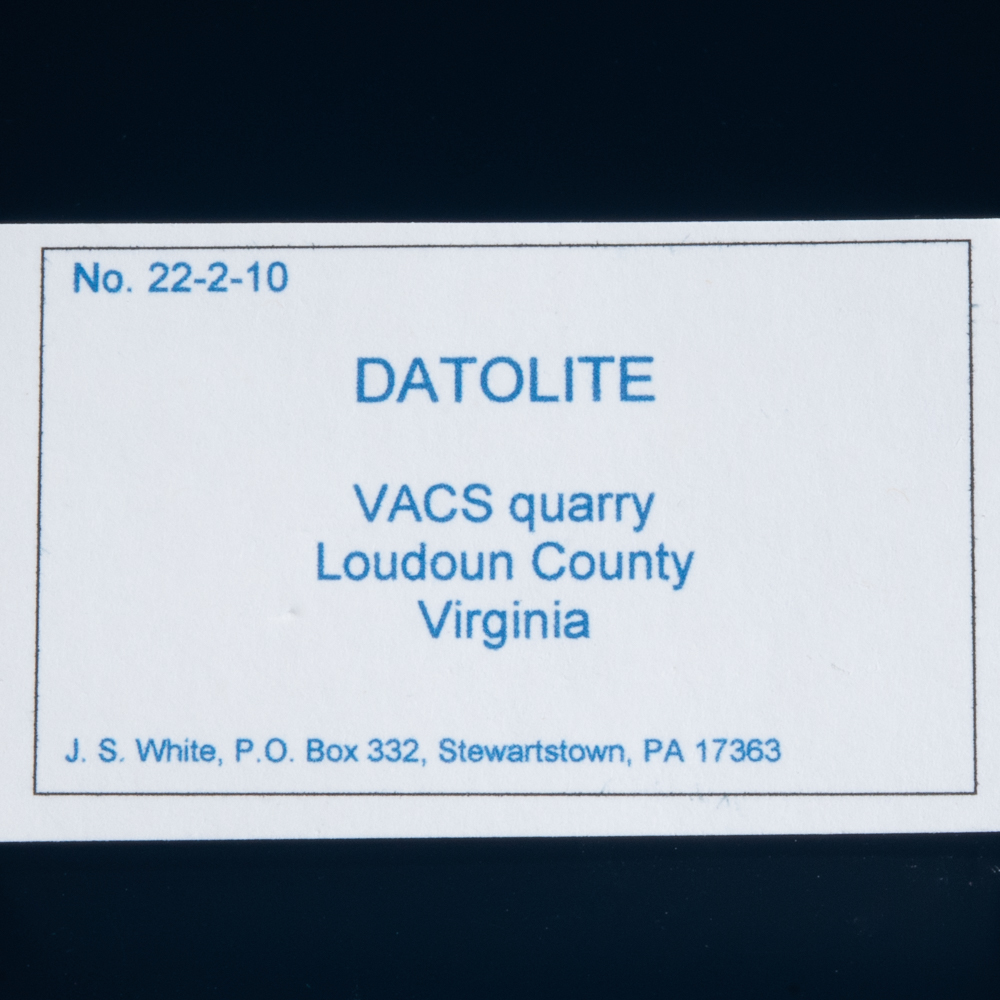 No. 22-2-10
DATOLITE
VACS quarry
Loudoun County
Virginia
J. S. White, P.O. Box 332, Stewartstown, PA 17363